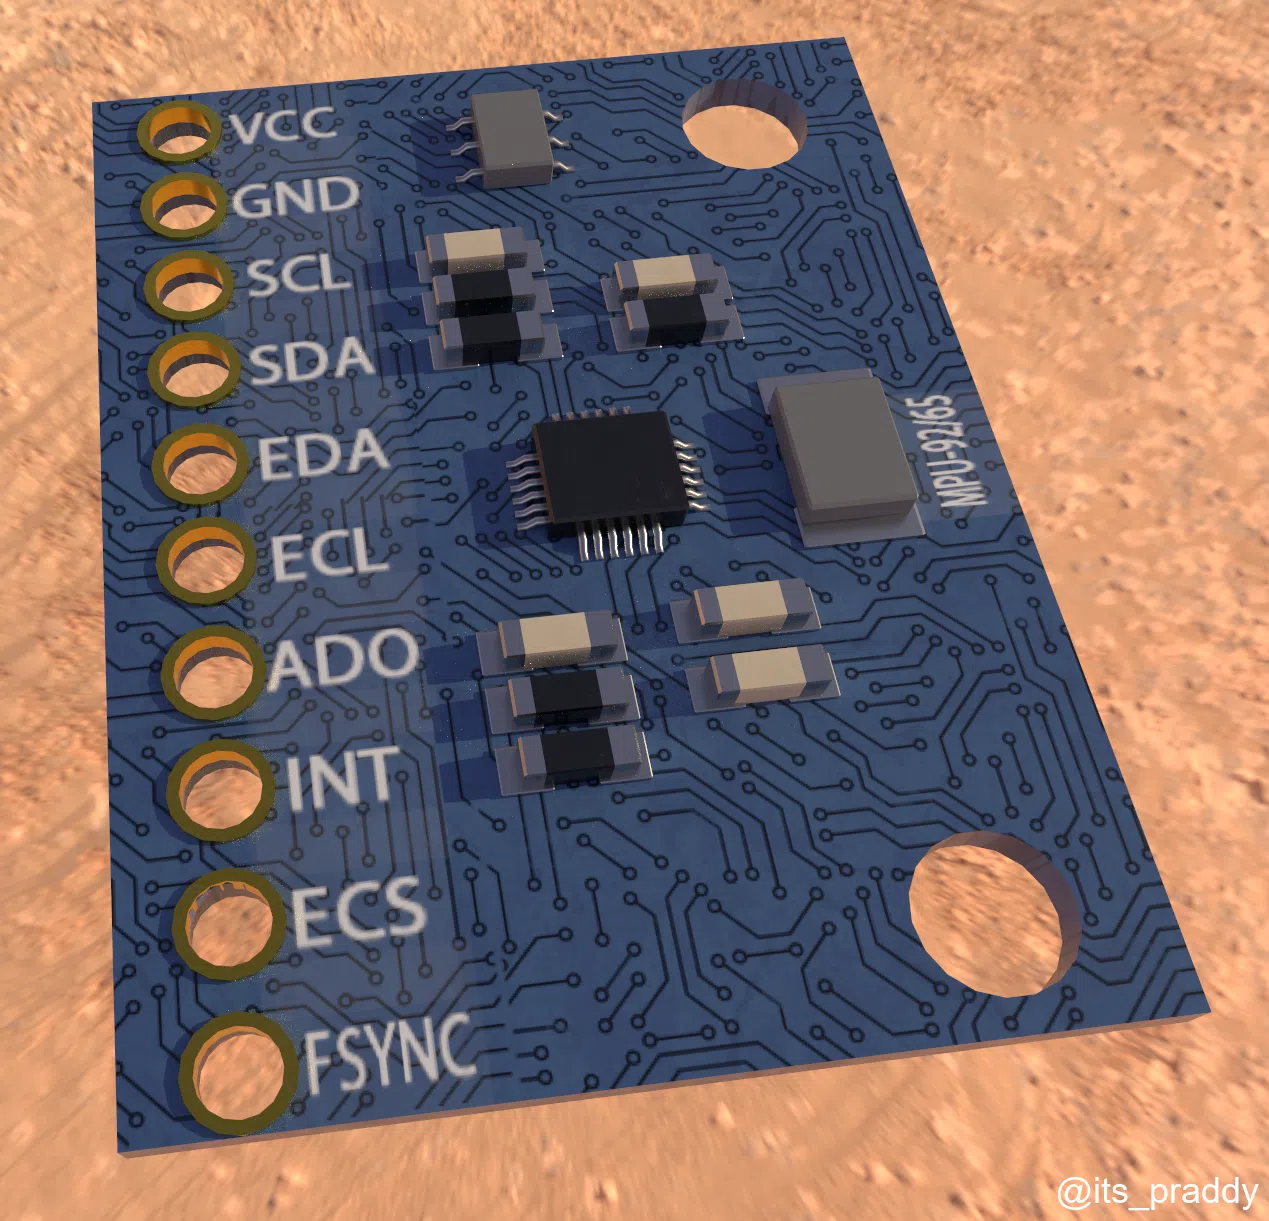 VCC
GND
SCL
SDA
EDA
ECL
ADO
INT
ECS
FSYNC
MPU-92/65
@its_praddy